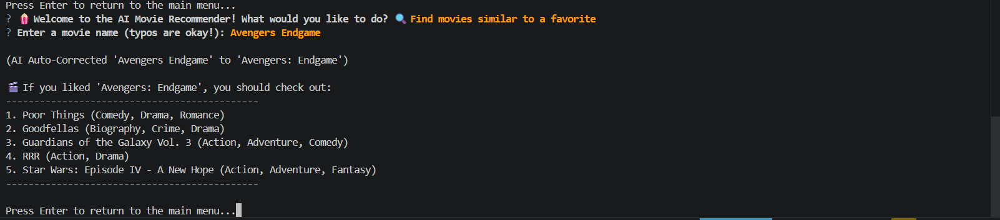 Press Enter to return to the main menu...
? 🍿 Welcome to the AI Movie Recommender! What would you like to do? 🔍 Find movies similar to a favorite
? Enter a movie name (typos are okay!): Avengers Endgame
(AI Auto-Corrected 'Avengers Endgame' to 'Avengers: Endgame')
🎬 If you liked 'Avengers: Endgame', you should check out:
---------------------------------------------
1. Poor Things (Comedy, Drama, Romance)
2. Goodfellas (Biography, Crime, Drama)
3. Guardians of the Galaxy Vol. 3 (Action, Adventure, Comedy)
4. RRR (Action, Drama)
5. Star Wars: Episode IV - A New Hope (Action, Adventure, Fantasy)
---------------------------------------------
Press Enter to return to the main menu...